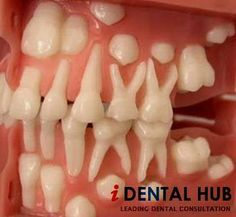 i DENTAL HUB
LEADING DENTAL CONSULTATION